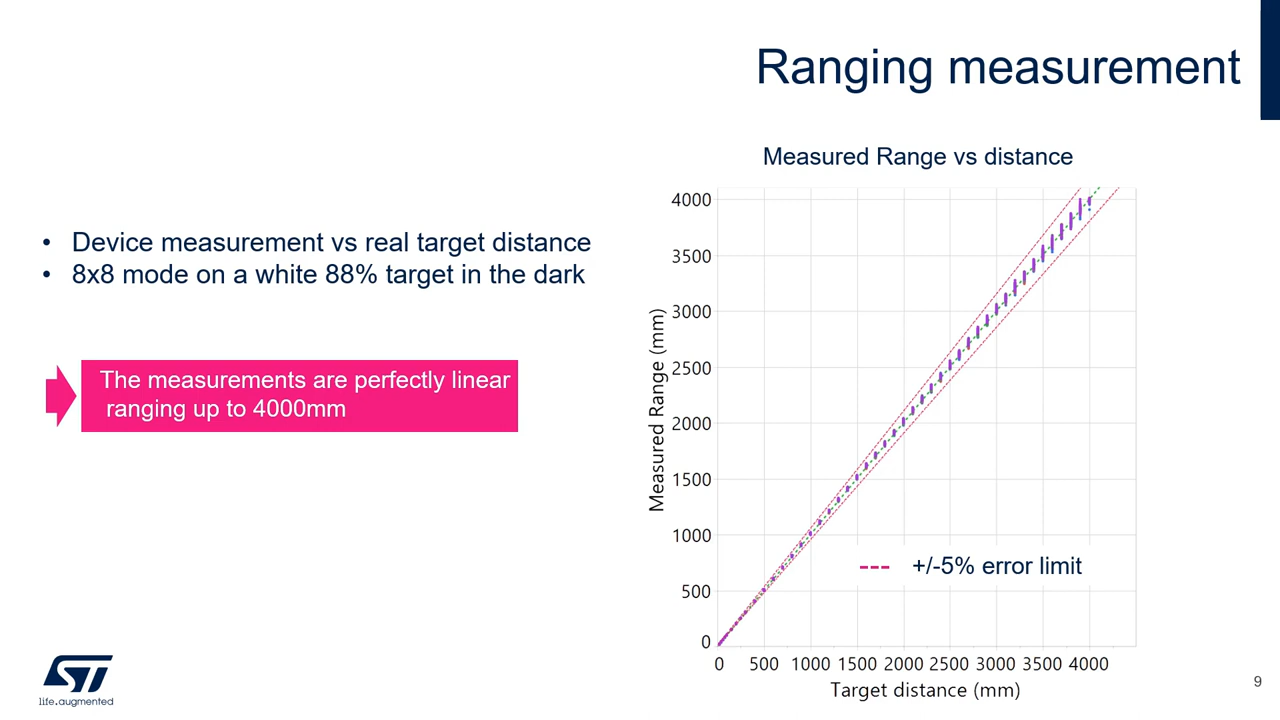 Ranging measurement
Measured Range vs distance
• Device measurement vs real target distance
• 8x8 mode on a white 88% target in the dark
The measurements are perfectly linear
ranging up to 4000mm
Measured Range (mm)
4000
3500
3000
2500
2000
1500
1000
500
0
+/-5% error limit
0 500 1000 1500 2000 2500 3000 3500 4000
Target distance (mm)
ST
life.augmented
9